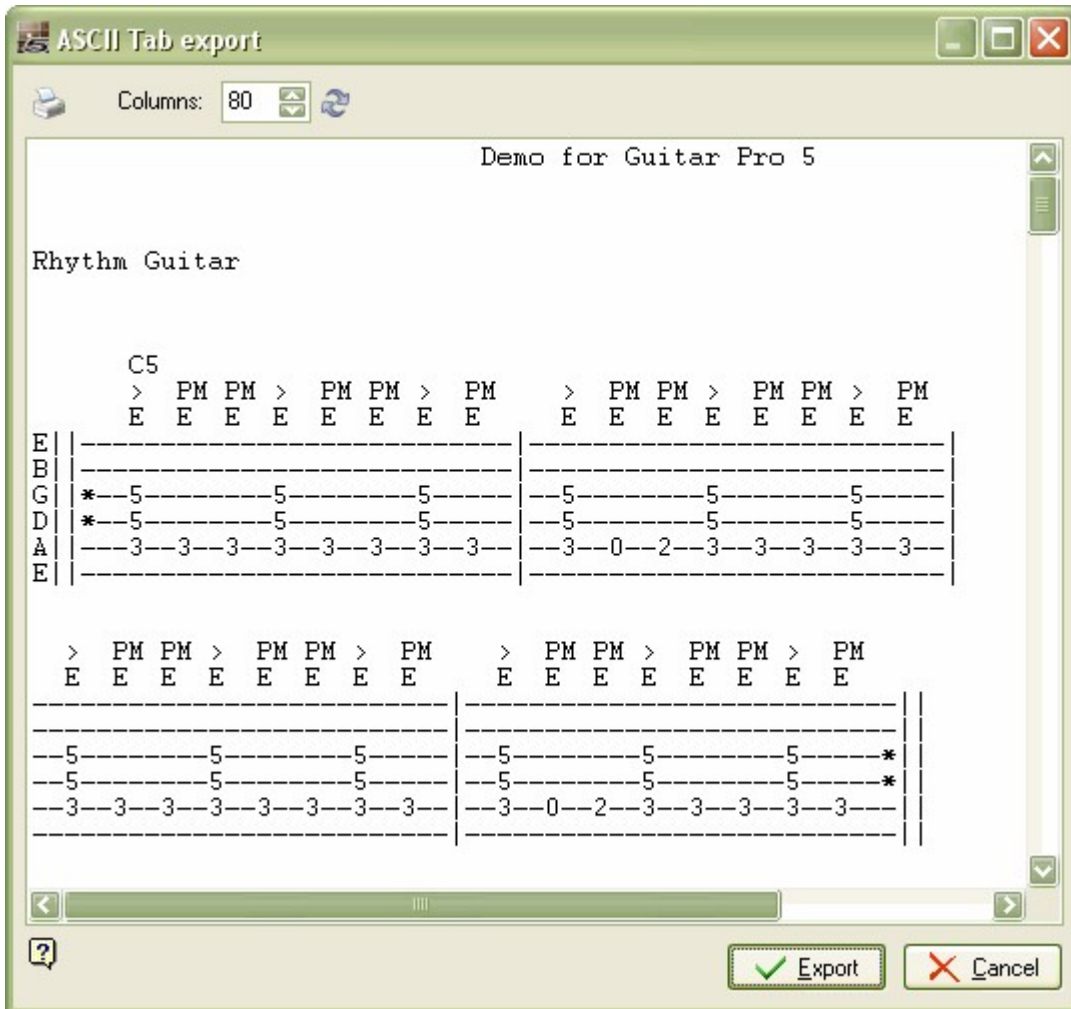 ASCII Tab export
Columns: 80
Demo for Guitar Pro 5
Rhythm Guitar
        C5
        >  PM PM >  PM PM >  PM     >  PM PM >  PM PM >  PM
        E  E  E  E  E  E  E  E      E  E  E  E  E  E  E  E
E||---------------------------|--------------------------|
B||---------------------------|--------------------------|
G||*--5--------5--------5-----|--5--------5--------5-----|
D||*--5--------5--------5-----|--5--------5--------5-----|
A||---3--3--3--3--3--3--3--3--|--3--0--2--3--3--3--3--3--|
E||---------------------------|--------------------------|
  >  PM PM >  PM PM >  PM     >  PM PM >  PM PM >  PM
  E  E  E  E  E  E  E  E      E  E  E  E  E  E  E  E
--------------------------|---------------------------||
--------------------------|---------------------------||
--5--------5--------5-----|--5--------5--------5-----*||
--5--------5--------5-----|--5--------5--------5-----*||
--3--3--3--3--3--3--3--3--|--3--0--2--3--3--3--3--3---||
--------------------------|---------------------------||
Export Cancel